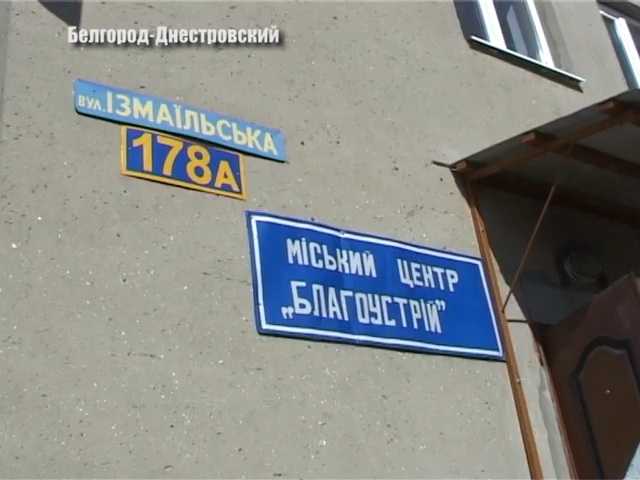 Белгород-Днестровский
вул. ІЗМАЇЛЬСЬКА
178А
МІСЬКИЙ ЦЕНТР
„БЛАГОУСТРІЙ"